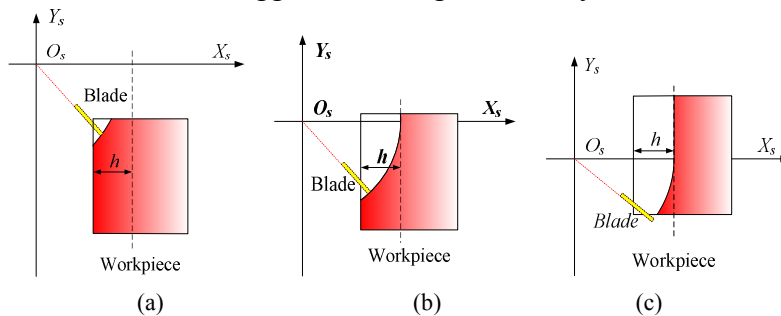 Yₛ
Oₛ
Xₛ
Blade
h
Workpiece
(a)
Yₛ
Oₛ
Xₛ
h
Blade
Workpiece
(b)
Yₛ
Oₛ
h
Xₛ
Blade
Workpiece
(c)